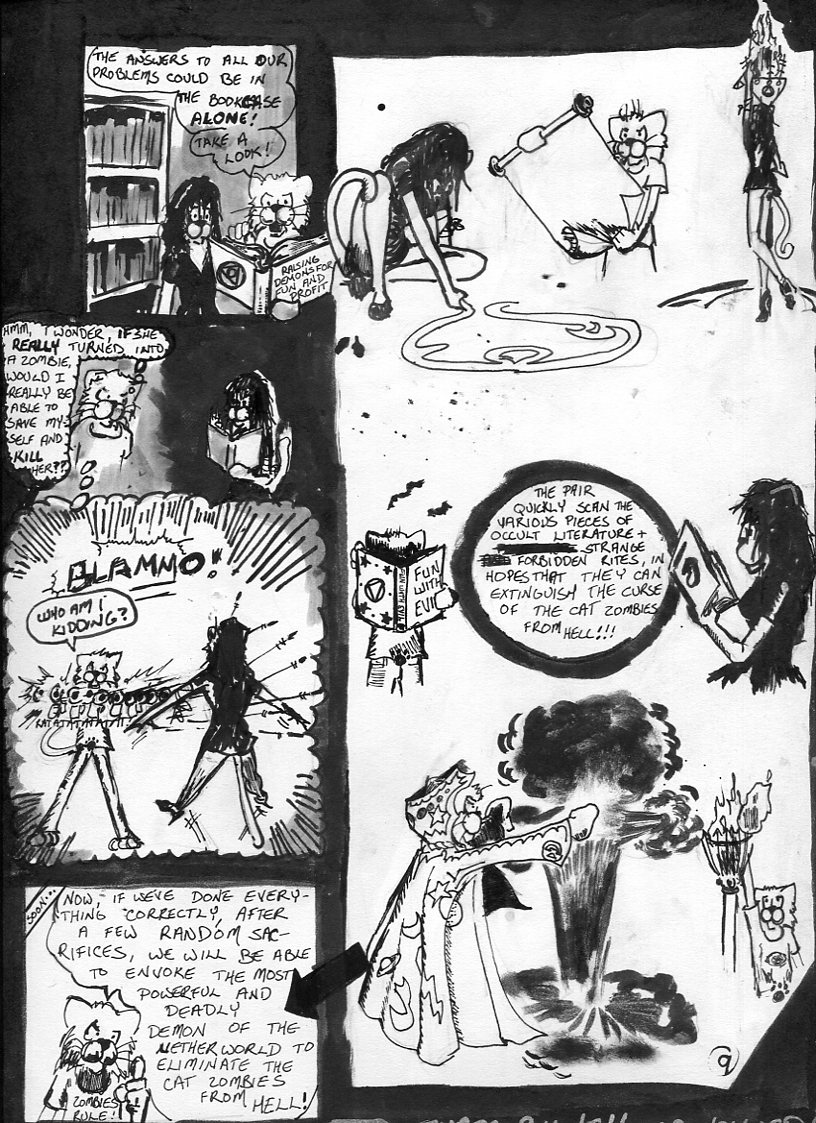 THE ANSWERS TO ALL OUR
PROBLEMS COULD BE IN
THE BOOKCASE
ALONE!
TAKE A
LOOK!
RAISING
DEMONS FOR
FUN AND
PROFIT
HMM, I WONDER, IF SHE
REALLY TURNED INTO
A ZOMBIE,
WOULD I
REALLY BE
ABLE TO
SAVE MY-
SELF AND
KILL
HER??
BLAMMO!
WHO AM I
KIDDING?
RATATATATATATAT!
SOON...
NOW, IF WE'VE DONE EVERY-
THING CORRECTLY, AFTER
A FEW RANDOM SAC-
RIFICES, WE WILL BE ABLE
TO ENVOKE THE MOST
POWERFUL AND
DEADLY
DEMON OF THE
NETHERWORLD TO
ELIMINATE THE
CAT ZOMBIES
FROM HELL!
ZOMBIES
RULE!
THE PAIR
QUICKLY SCAN THE
VARIOUS PIECES OF
OCCULT LITERATURE +
STRANGE
FORBIDDEN RITES, IN
HOPES THAT THEY CAN
EXTINGUISH THE CURSE
OF THE CAT ZOMBIES
FROM HELL!!!
FUN WITH EVIL
FUN
WITH
EVIL
9